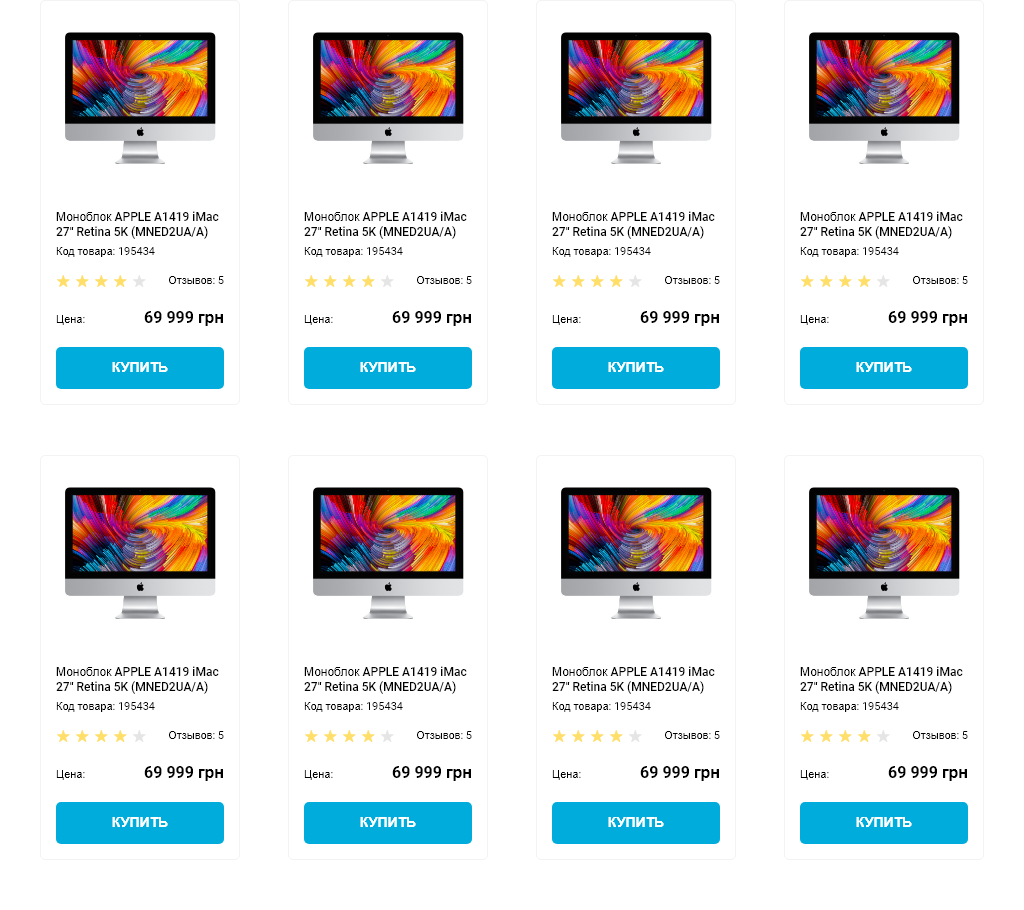 Моноблок APPLE A1419 iMac
27" Retina 5K (MNED2UA/A)
Код товара: 195434
Отзывов: 5
Цена: 69 999 грн
КУПИТЬ
Моноблок APPLE A1419 iMac
27" Retina 5K (MNED2UA/A)
Код товара: 195434
Отзывов: 5
Цена: 69 999 грн
КУПИТЬ
Моноблок APPLE A1419 iMac
27" Retina 5K (MNED2UA/A)
Код товара: 195434
Отзывов: 5
Цена: 69 999 грн
КУПИТЬ
Моноблок APPLE A1419 iMac
27" Retina 5K (MNED2UA/A)
Код товара: 195434
Отзывов: 5
Цена: 69 999 грн
КУПИТЬ
Моноблок APPLE A1419 iMac
27" Retina 5K (MNED2UA/A)
Код товара: 195434
Отзывов: 5
Цена: 69 999 грн
КУПИТЬ
Моноблок APPLE A1419 iMac
27" Retina 5K (MNED2UA/A)
Код товара: 195434
Отзывов: 5
Цена: 69 999 грн
КУПИТЬ
Моноблок APPLE A1419 iMac
27" Retina 5K (MNED2UA/A)
Код товара: 195434
Отзывов: 5
Цена: 69 999 грн
КУПИТЬ
Моноблок APPLE A1419 iMac
27" Retina 5K (MNED2UA/A)
Код товара: 195434
Отзывов: 5
Цена: 69 999 грн
КУПИТЬ